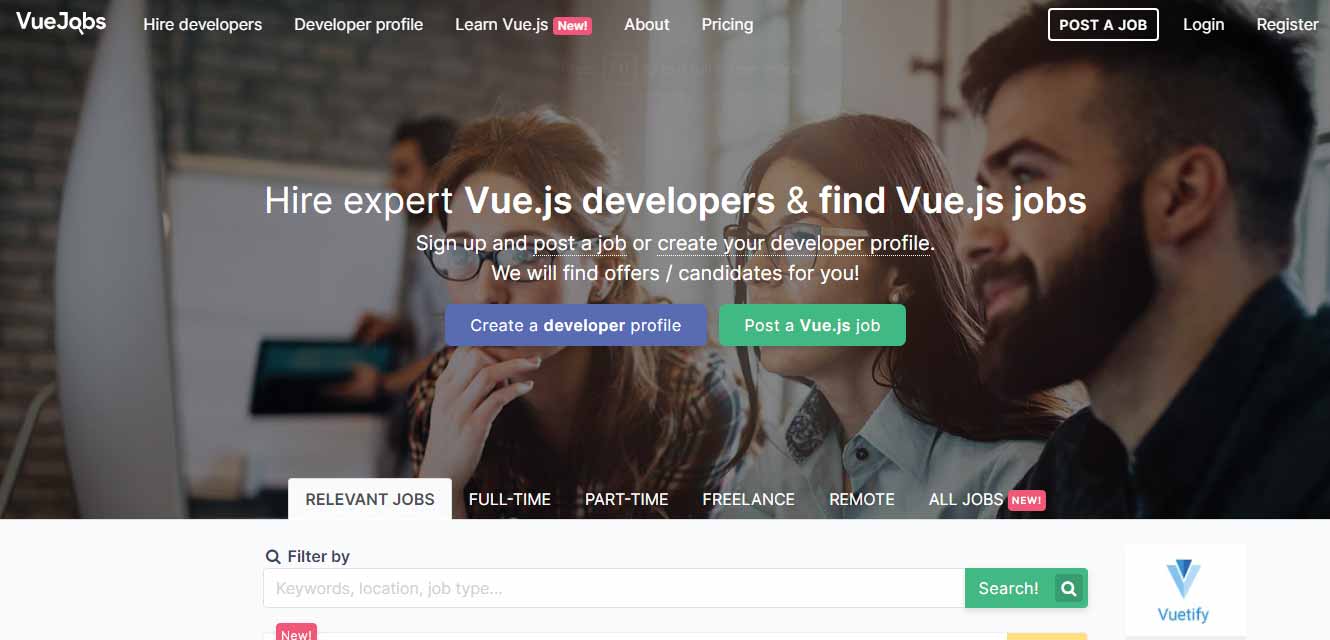 VueJobs Hire developers Developer profile Learn Vue.js New! About Pricing POST A JOB Login Register
Hire expert Vue.js developers & find Vue.js jobs
Sign up and post a job or create your developer profile.
We will find offers / candidates for you!
Create a developer profile Post a Vue.js job
RELEVANT JOBS FULL-TIME PART-TIME FREELANCE REMOTE ALL JOBS NEW!
Filter by
Keywords, location, job type...
Search!
Vuetify
New!